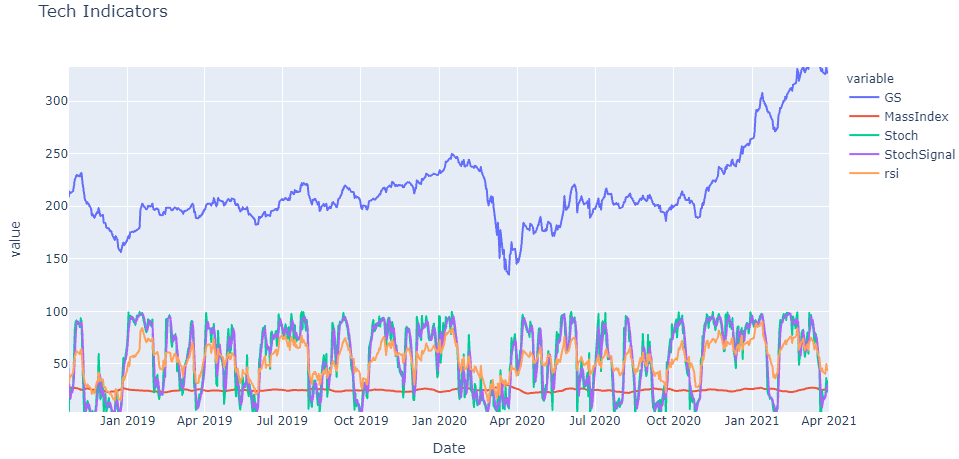 Tech Indicators
variable
GS
MassIndex
Stoch
StochSignal
rsi
value
300
250
200
150
100
50
Jan 2019
Apr 2019
Jul 2019
Oct 2019
Jan 2020
Apr 2020
Jul 2020
Oct 2020
Jan 2021
Apr 2021
Date